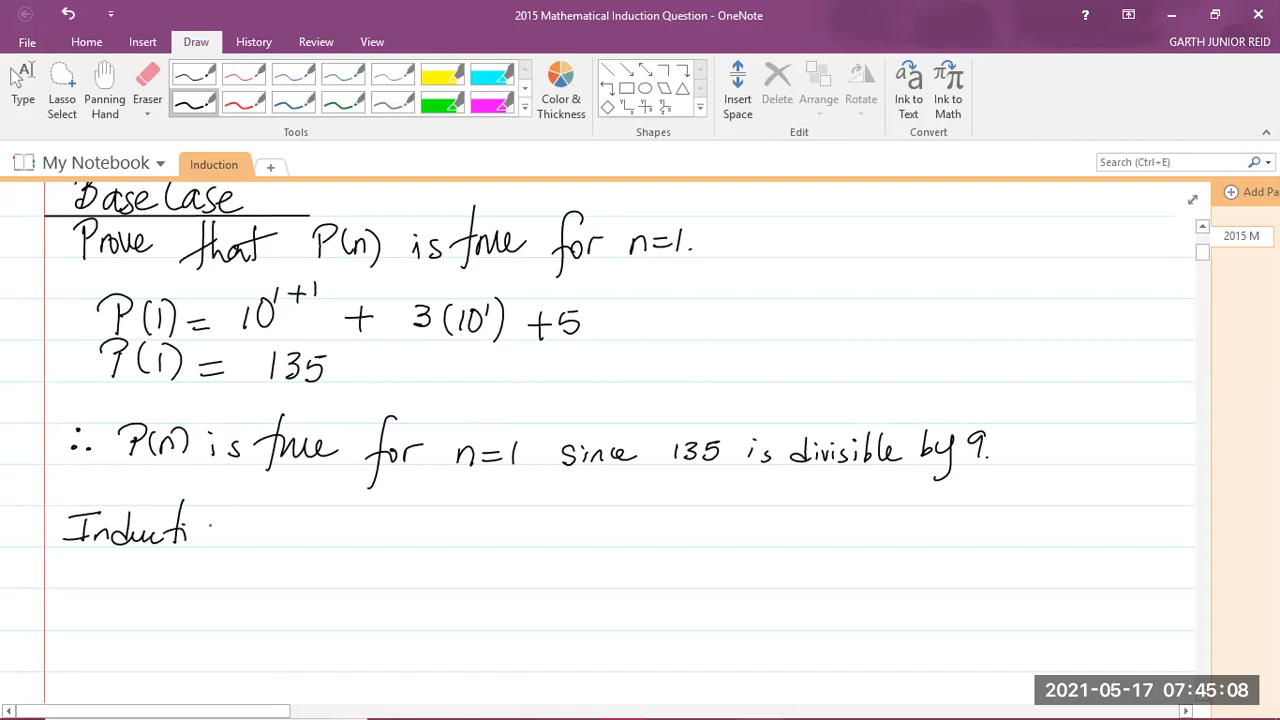 2015 Mathematical Induction Question - OneNote
?
File Home Insert Draw History Review View
GARTH JUNIOR REID
Type
Lasso Select
Panning Hand
Eraser
Color & Thickness
Insert Space
Delete
Arrange
Rotate
Ink to Text
Ink to Math
Tools
Shapes
Edit
Convert
My Notebook
Induction
Search (Ctrl+E)
Add Pa
2015 M
Base Case
Prove that P(n) is true for n=1.
P(1) = 10^{1+1} + 3(10^1) + 5
P(1) = 135
∴ P(n) is true for n=1 since 135 is divisible by 9.
Inducti
2021-05-17 07:45:08